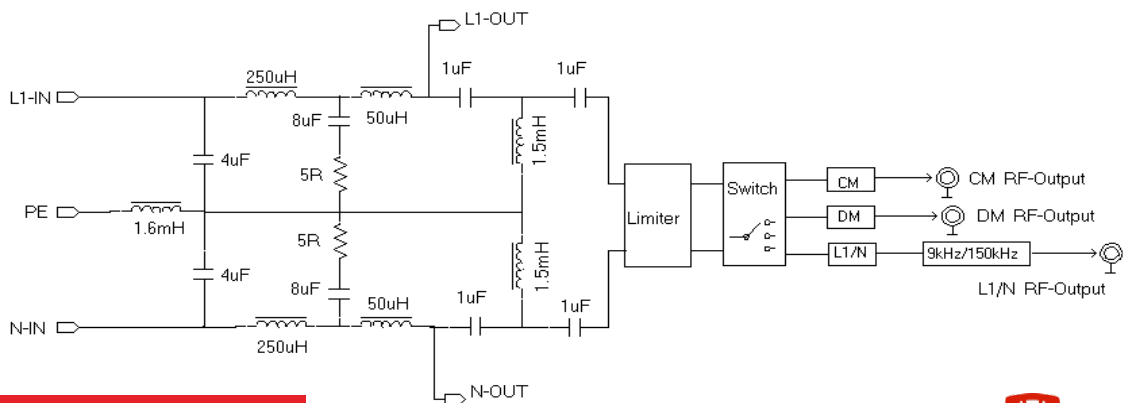 L1-OUT
1uF
1uF
250uH
L1-IN
8uF
50uH
1.5mH
4uF
5R
Switch
CM
CM RF-Output
PE
1.6mH
Limiter
DM
DM RF-Output
5R
L1/N
9kHz/150kHz
4uF
1.5mH
L1/N RF-Output
8uF
50uH
1uF
1uF
N-IN
250uH
N-OUT